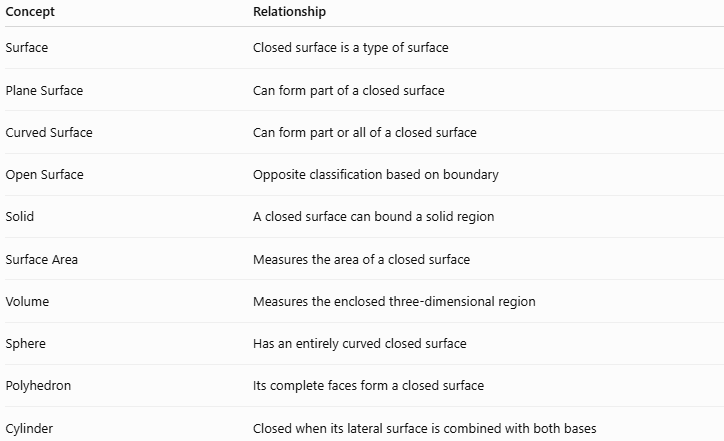 Concept Relationship
Surface Closed surface is a type of surface
Plane Surface Can form part of a closed surface
Curved Surface Can form part or all of a closed surface
Open Surface Opposite classification based on boundary
Solid A closed surface can bound a solid region
Surface Area Measures the area of a closed surface
Volume Measures the enclosed three-dimensional region
Sphere Has an entirely curved closed surface
Polyhedron Its complete faces form a closed surface
Cylinder Closed when its lateral surface is combined with both bases